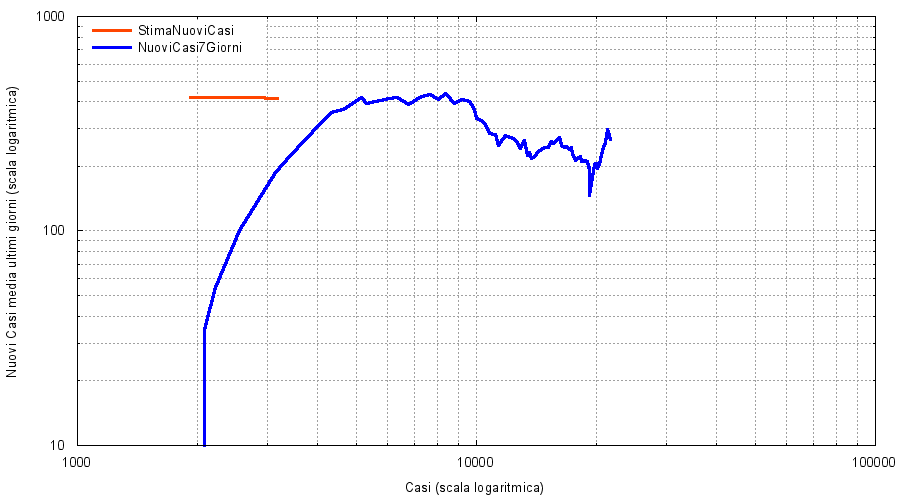 1000
StimaNuoviCasi
NuoviCasi7Giorni
Nuovi Casi media ultimi giorni (scala logaritmica)
100
10
1000
10000
100000
Casi (scala logaritmica)